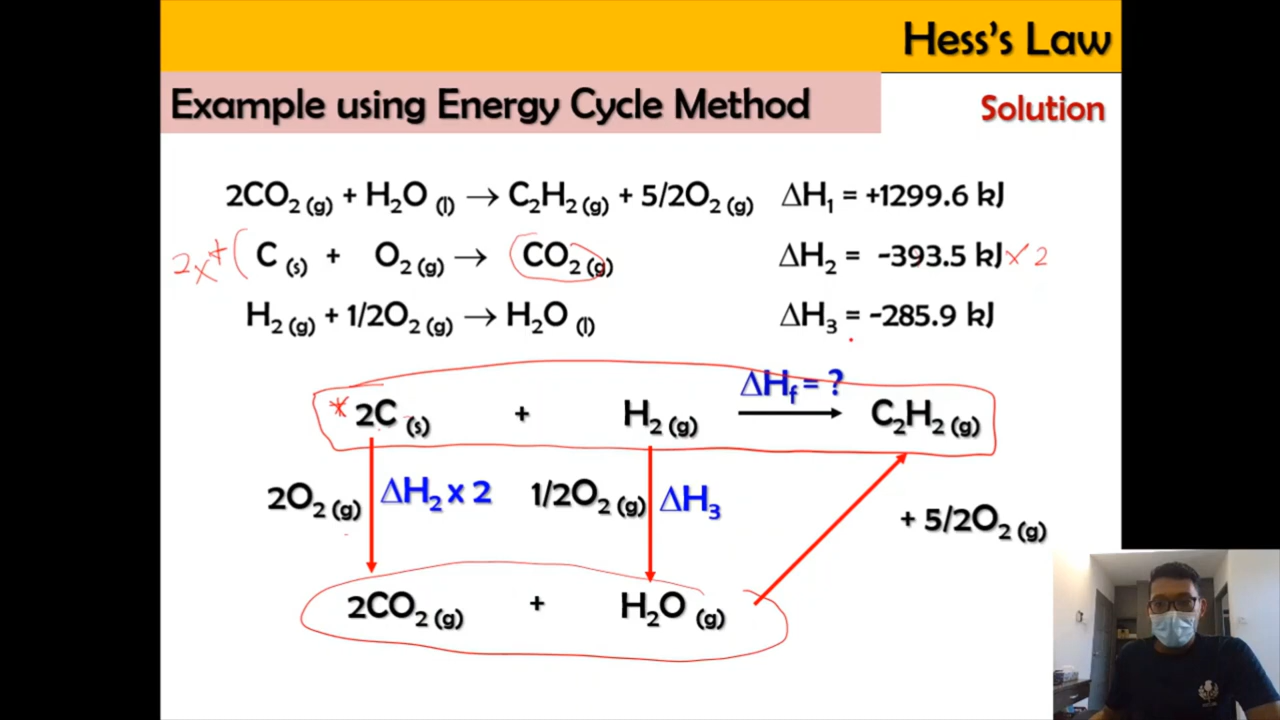 Hess's Law
Example using Energy Cycle Method
Solution
2CO₂ (g) + H₂O (l) → C₂H₂ (g) + 5/2O₂ (g) ΔH₁ = +1299.6 kJ
2x ( C (s) + O₂ (g) → CO₂ (g) ΔH₂ = -393.5 kJ x 2
H₂ (g) + 1/2O₂ (g) → H₂O (l) ΔH₃ = -285.9 kJ
ΔHf = ?
* 2C (s) + H₂ (g) → C₂H₂ (g)
2O₂ (g) ΔH₂ x 2 1/2O₂ (g) ΔH₃
+ 5/2O₂ (g)
2CO₂ (g) + H₂O (g)